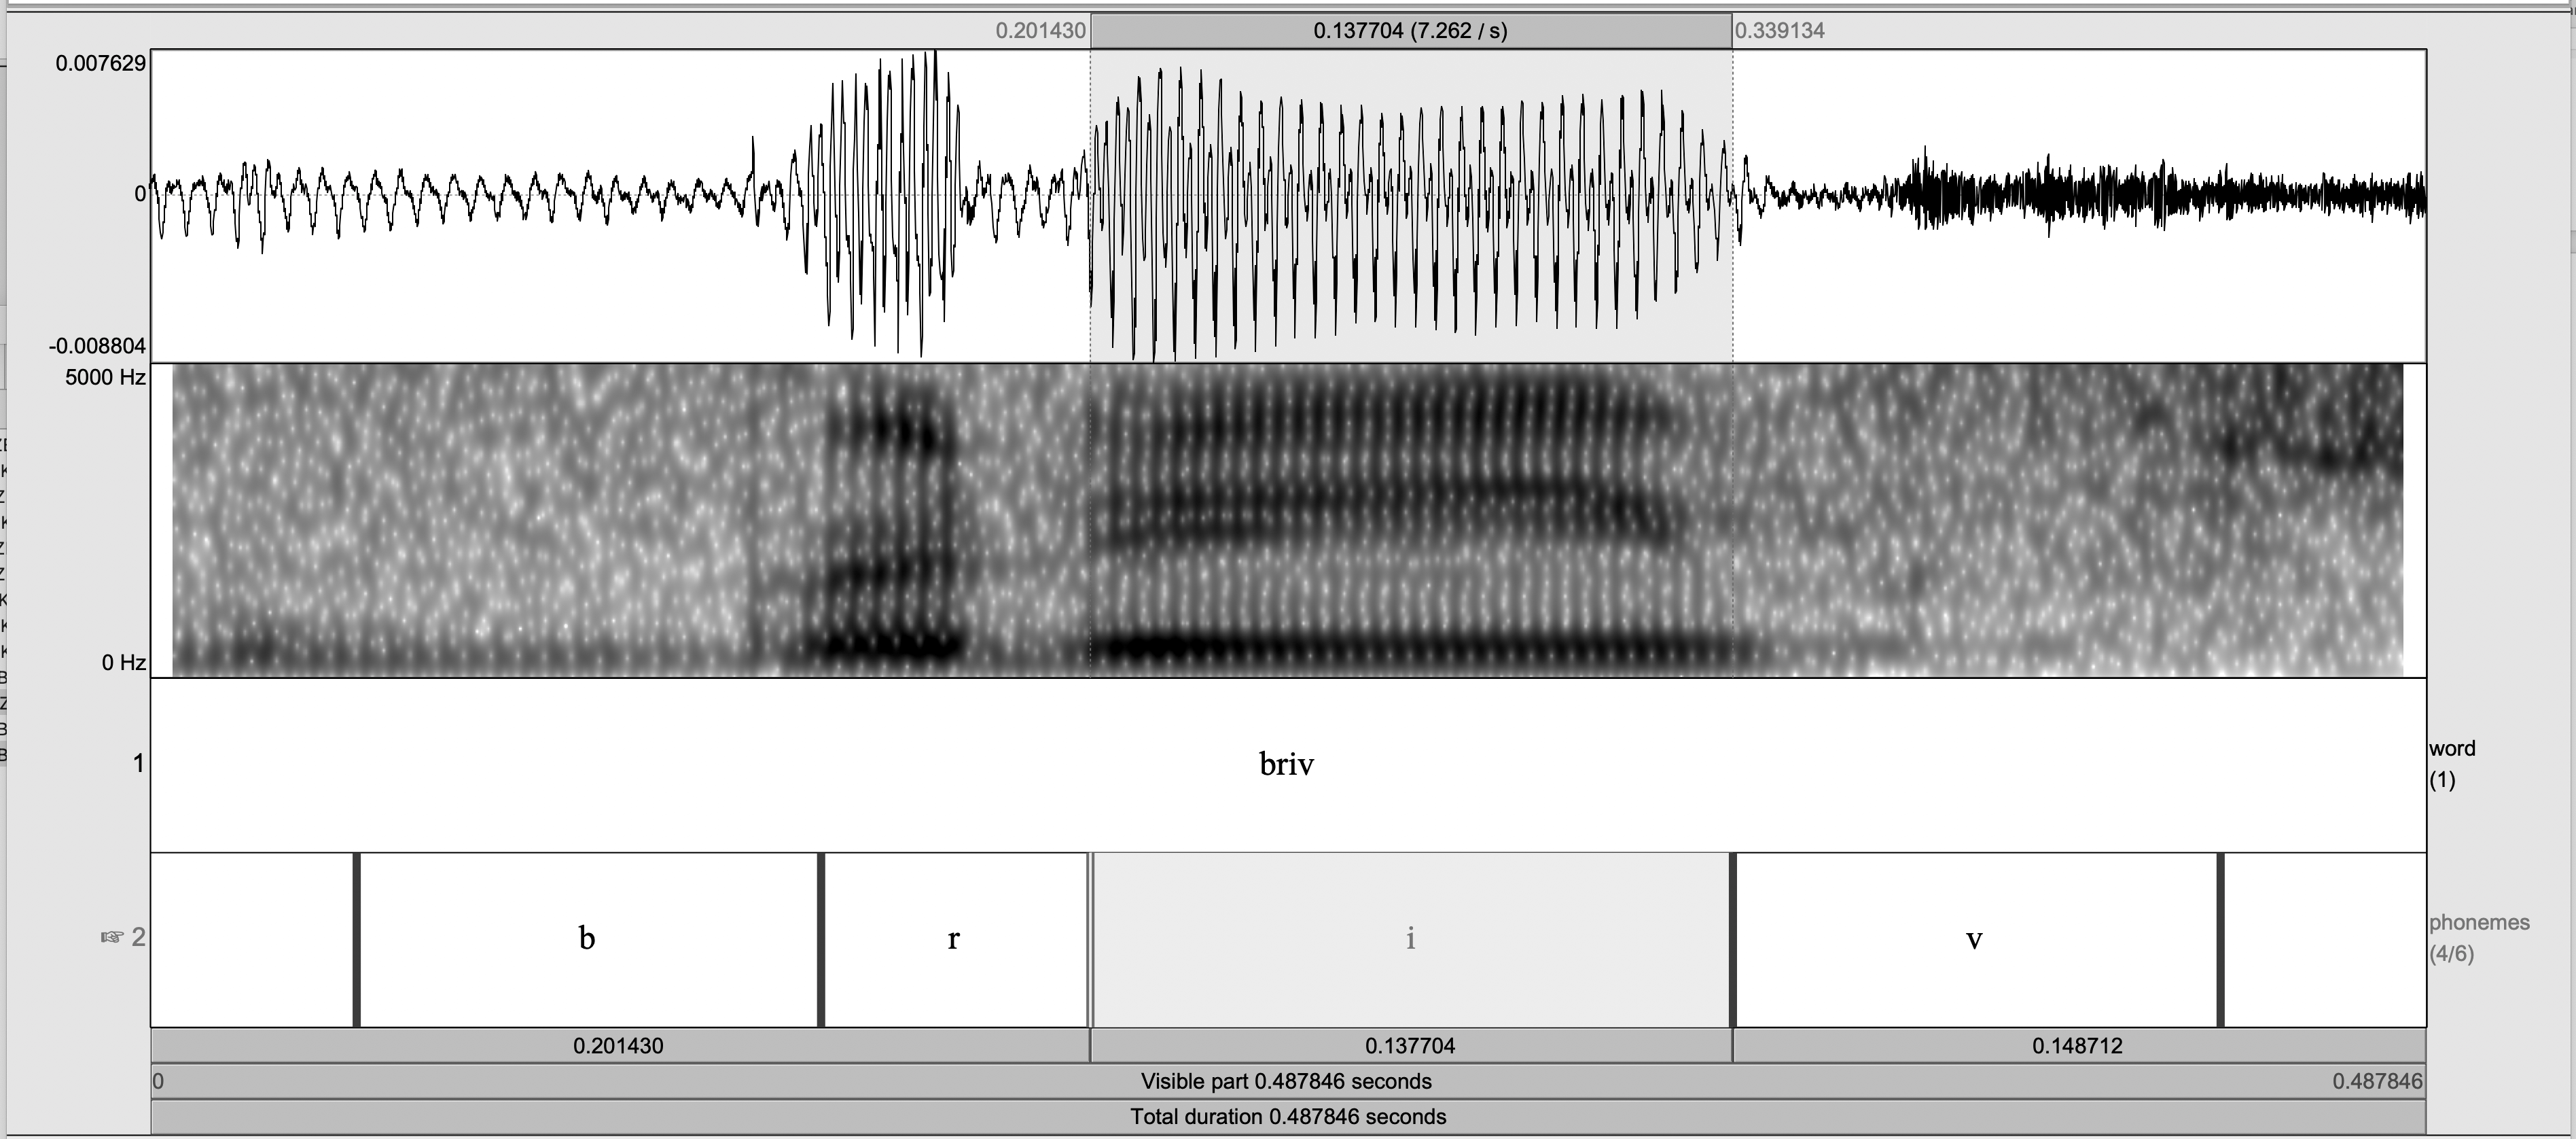 0.201430 0.137704 (7.262 / s) 0.339134
0.007629
0
-0.008804
5000 Hz
0 Hz
1 briv word
(1)
☞ 2 b r i v phonemes
(4/6)
0.201430 0.137704 0.148712
0 Visible part 0.487846 seconds 0.487846
Total duration 0.487846 seconds